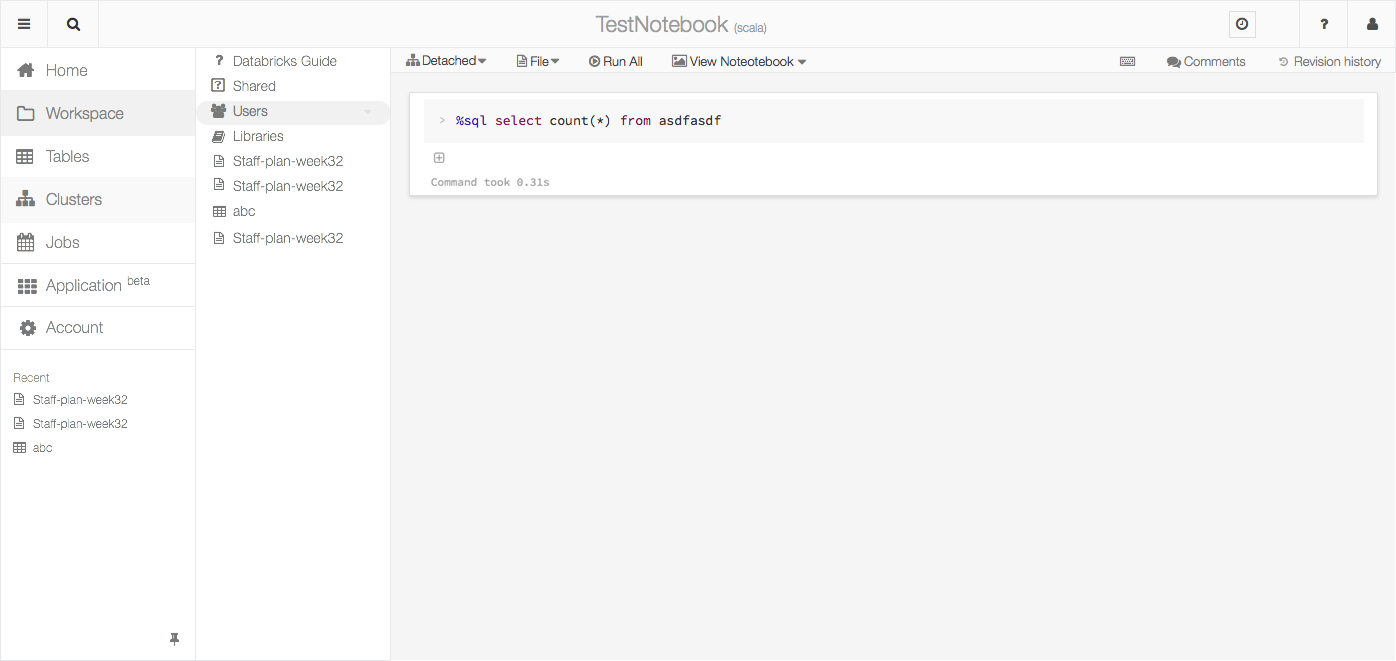 TestNotebook (scala)
?
Home
Workspace
Tables
Clusters
Jobs
Application beta
Account
Recent
Staff-plan-week32
Staff-plan-week32
abc
? Databricks Guide
? Shared
Users
Libraries
Staff-plan-week32
Staff-plan-week32
abc
Staff-plan-week32
Detached File Run All View Noteotebook Comments Revision history
> %sql select count(*) from asdfasdf
Command took 0.31s